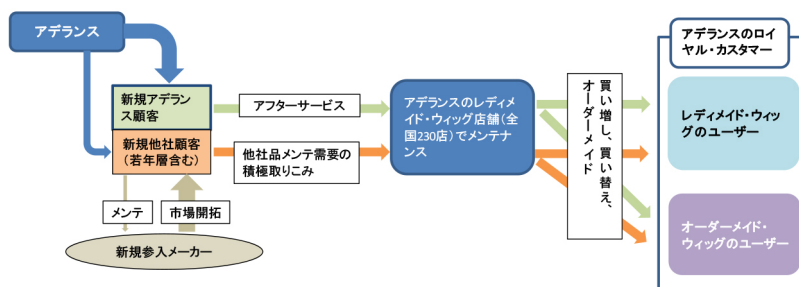 アデランス
新規アデラン
ス顧客
新規他社顧客
(若年層含む)
アフターサービス
他社品メンテ需要の
積極取りこみ
メンテ
市場開拓
新規参入メーカー
アデランスのレディメ
イド・ウィッグ店舗(全
国230店)でメンテナ
ンス
買い増し、買い替え、
オーダーメイド
アデランスのロイ
ヤル・カスタマー
レディメイド・ウィッ
グのユーザー
オーダーメイド・
ウィッグのユーザー